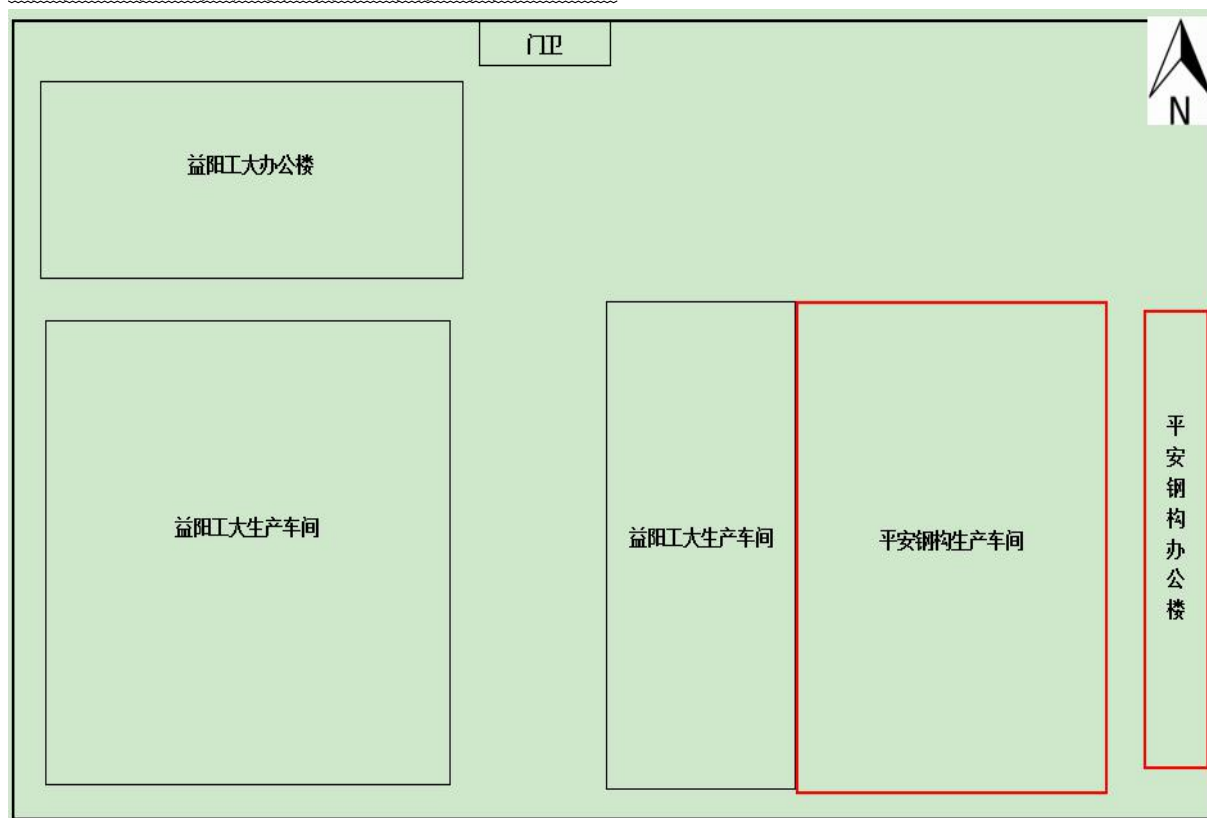 门卫
N
益阳工大办公楼
益阳工大生产车间
益阳工大生产车间
平安钢构生产车间
平安钢构办公楼